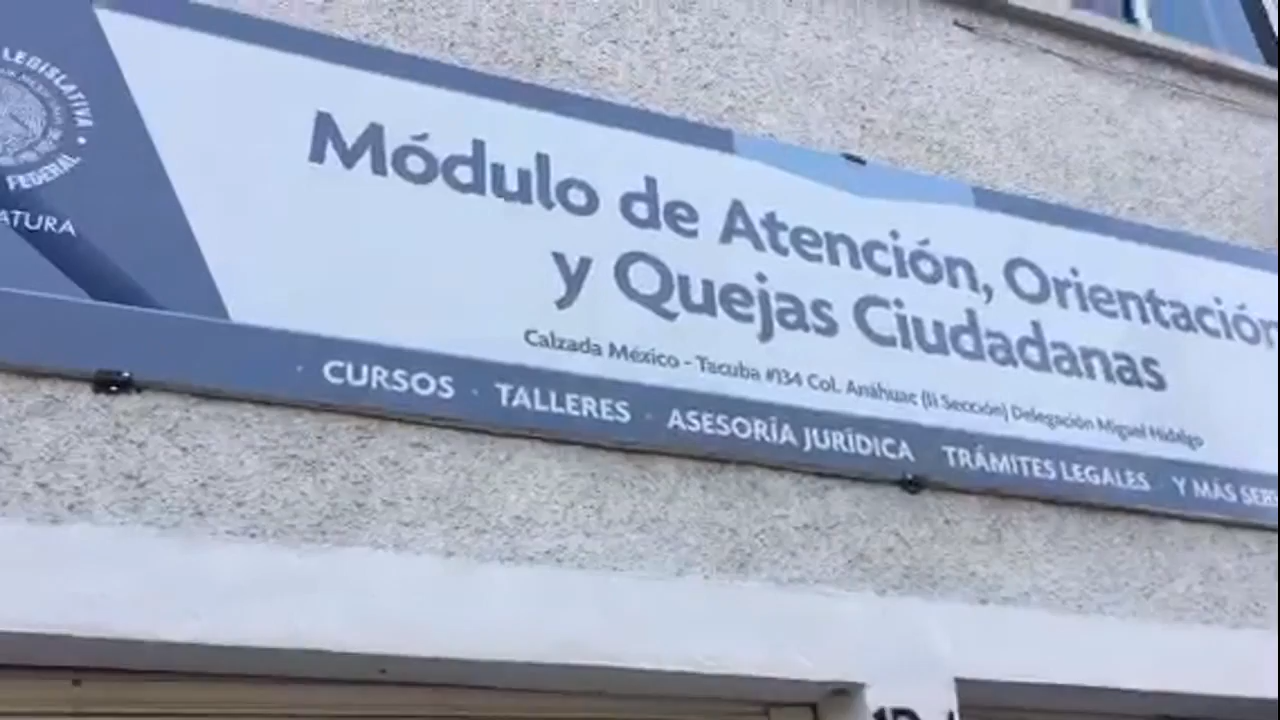 LEGISLATIVA
FEDERAL
ATURA
Módulo de Atención, Orientación
y Quejas Ciudadanas
Calzada México - Tacuba #134 Col. Anáhuac (II Sección) Delegación Miguel Hidalgo
CURSOS · TALLERES · ASESORÍA JURÍDICA TRÁMITES LEGALES Y MÁS SER